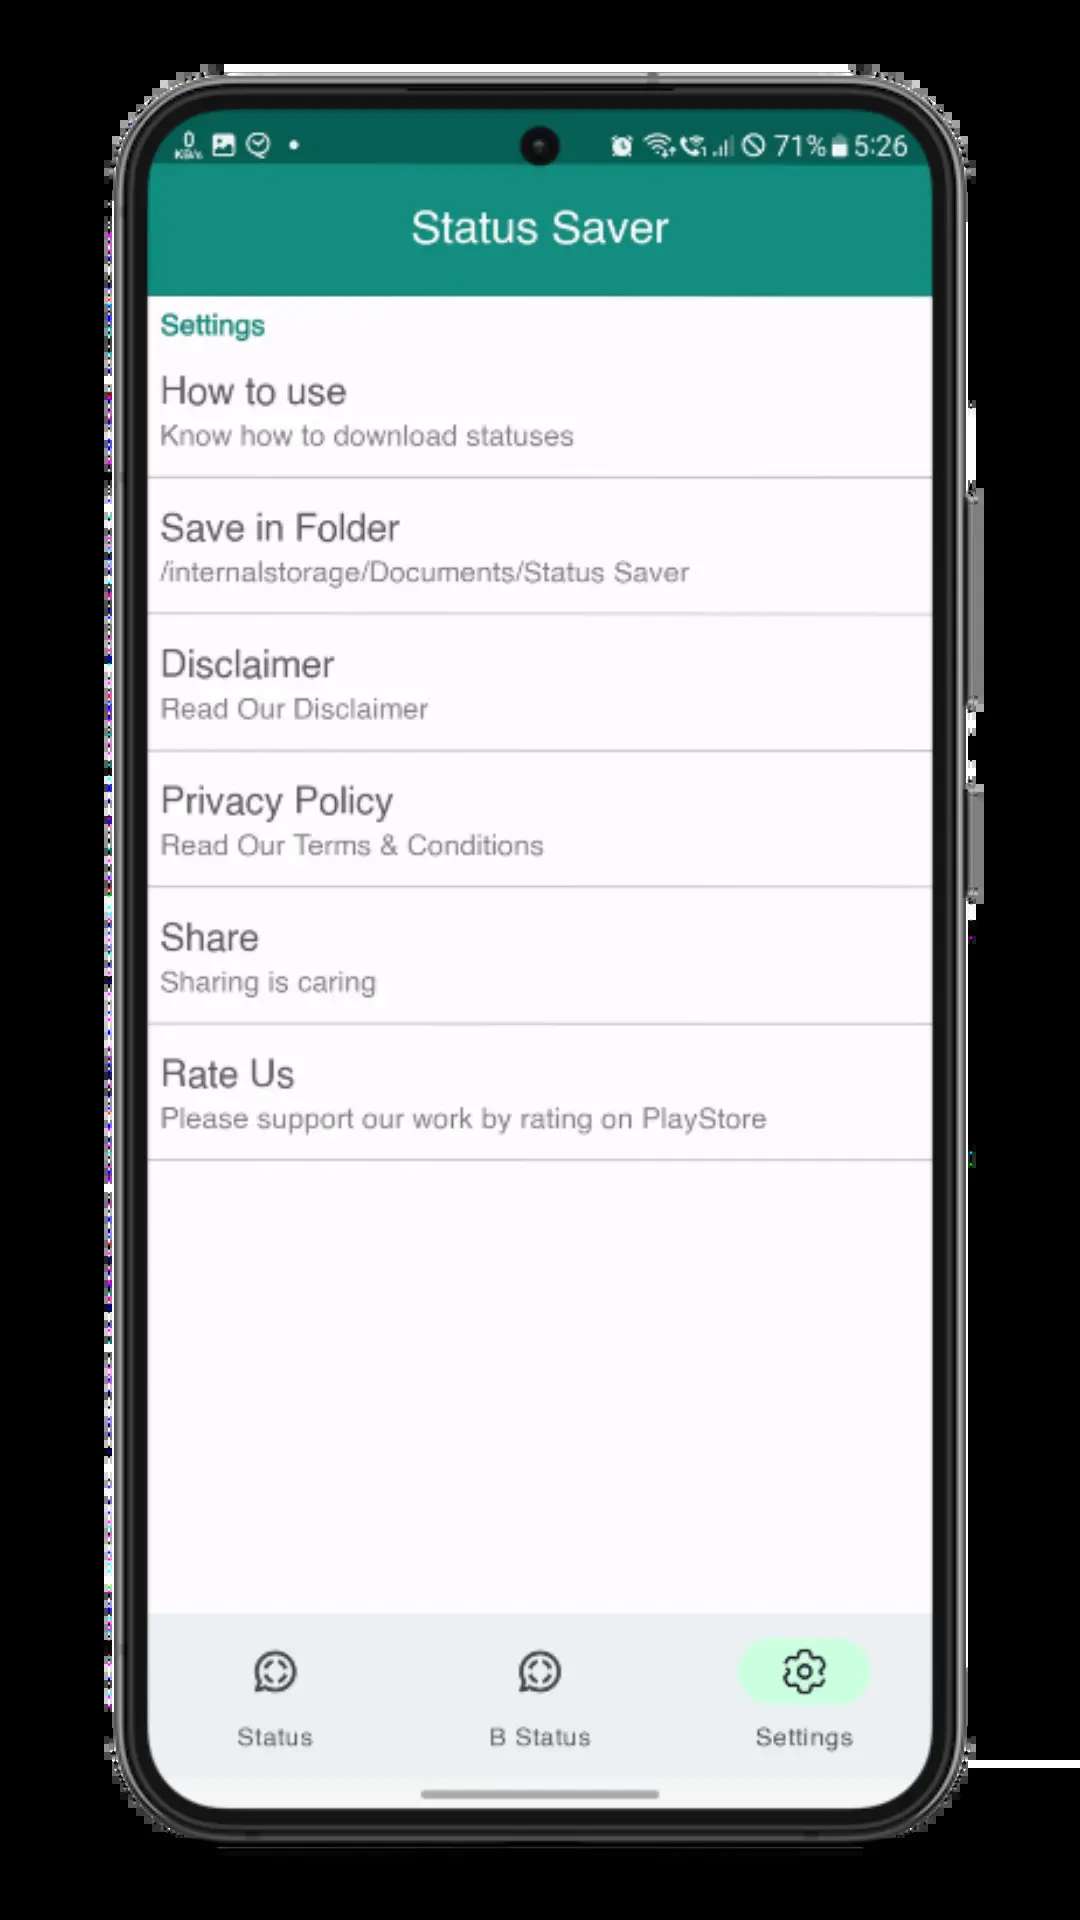 0
KB/s
71% 5:26
Status Saver
Settings
How to use
Know how to download statuses
Save in Folder
/internalstorage/Documents/Status Saver
Disclaimer
Read Our Disclaimer
Privacy Policy
Read Our Terms & Conditions
Share
Sharing is caring
Rate Us
Please support our work by rating on PlayStore
Status
B Status
Settings